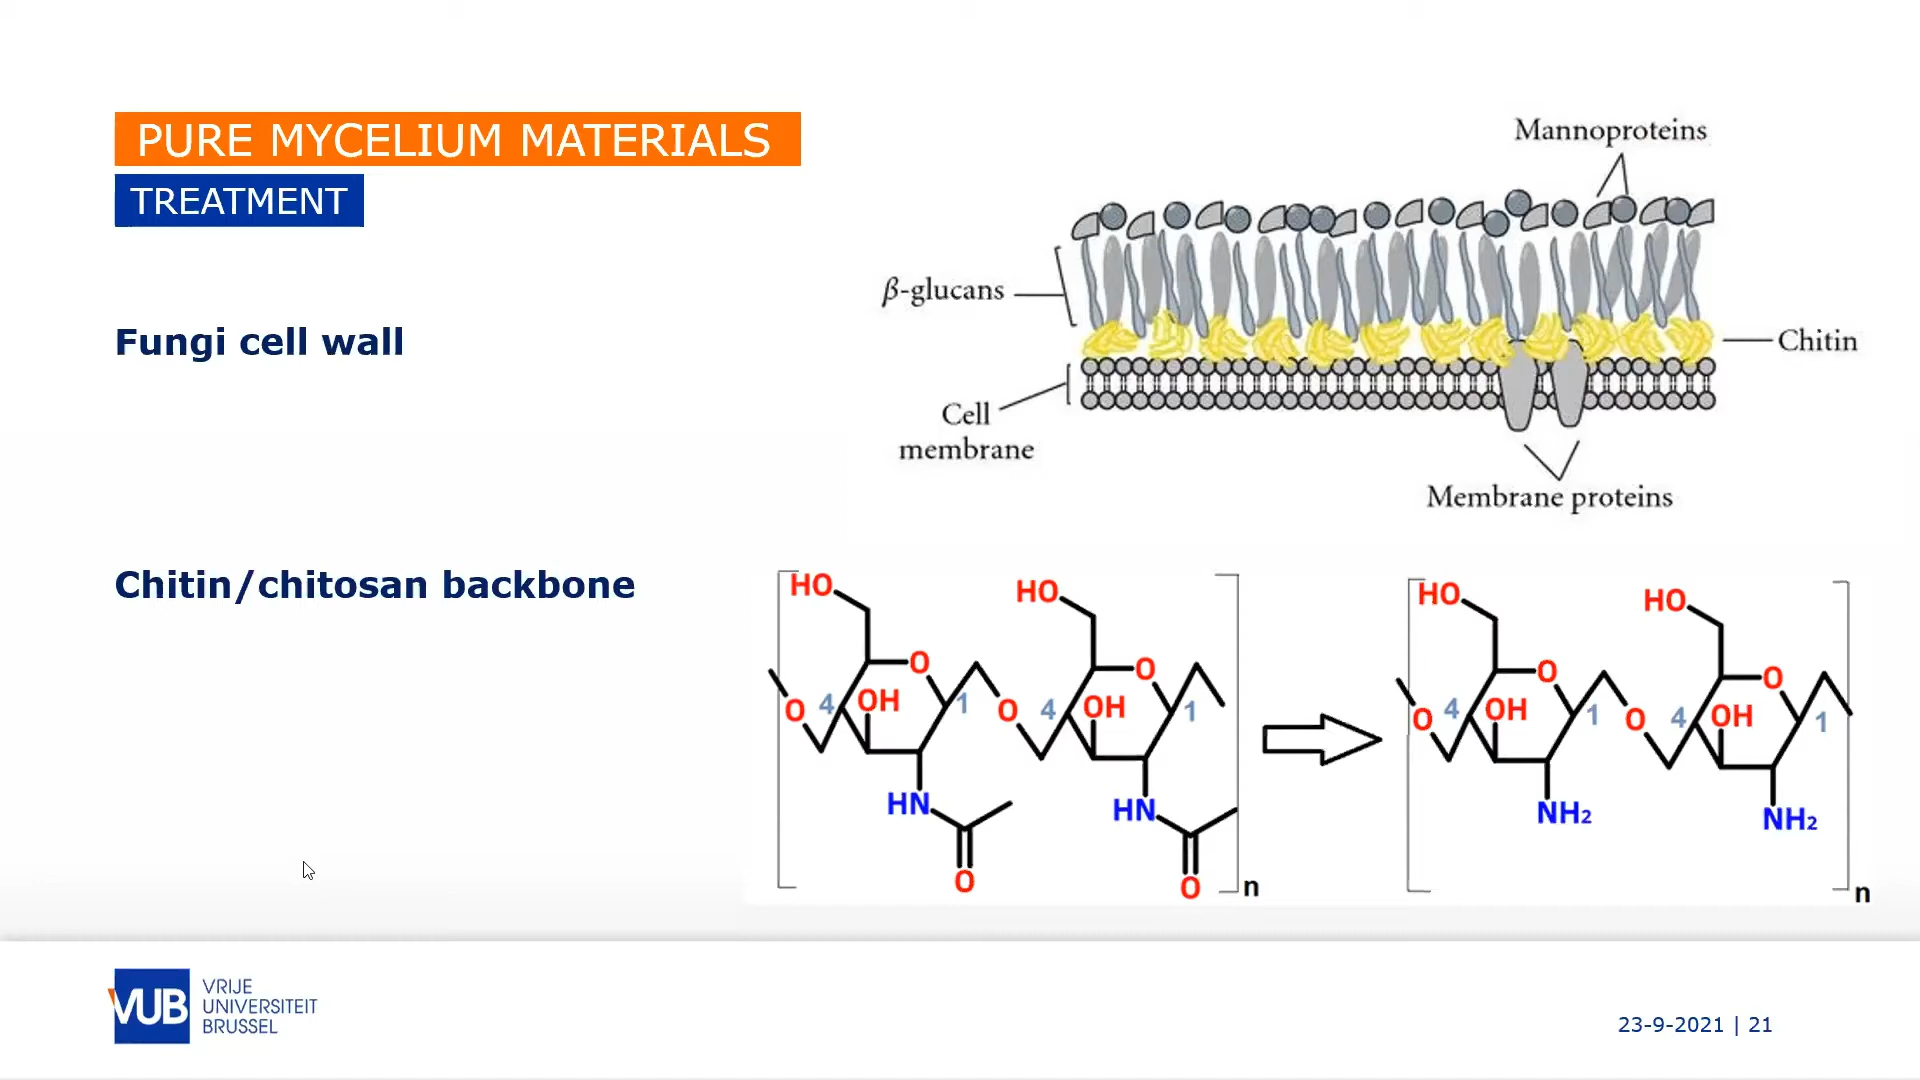 PURE MYCELIUM MATERIALS
TREATMENT
Mannoproteins
β-glucans
Fungi cell wall
Chitin
Cell
membrane
Membrane proteins
Chitin/chitosan backbone
HO HO HO HO
O O O O
O 4 OH 1 O 4 OH 1 O 4 OH 1 O 4 OH 1
HN HN NH2 NH2
O O n n
VUB
VRIJE
UNIVERSITEIT
BRUSSEL
23-9-2021 | 21